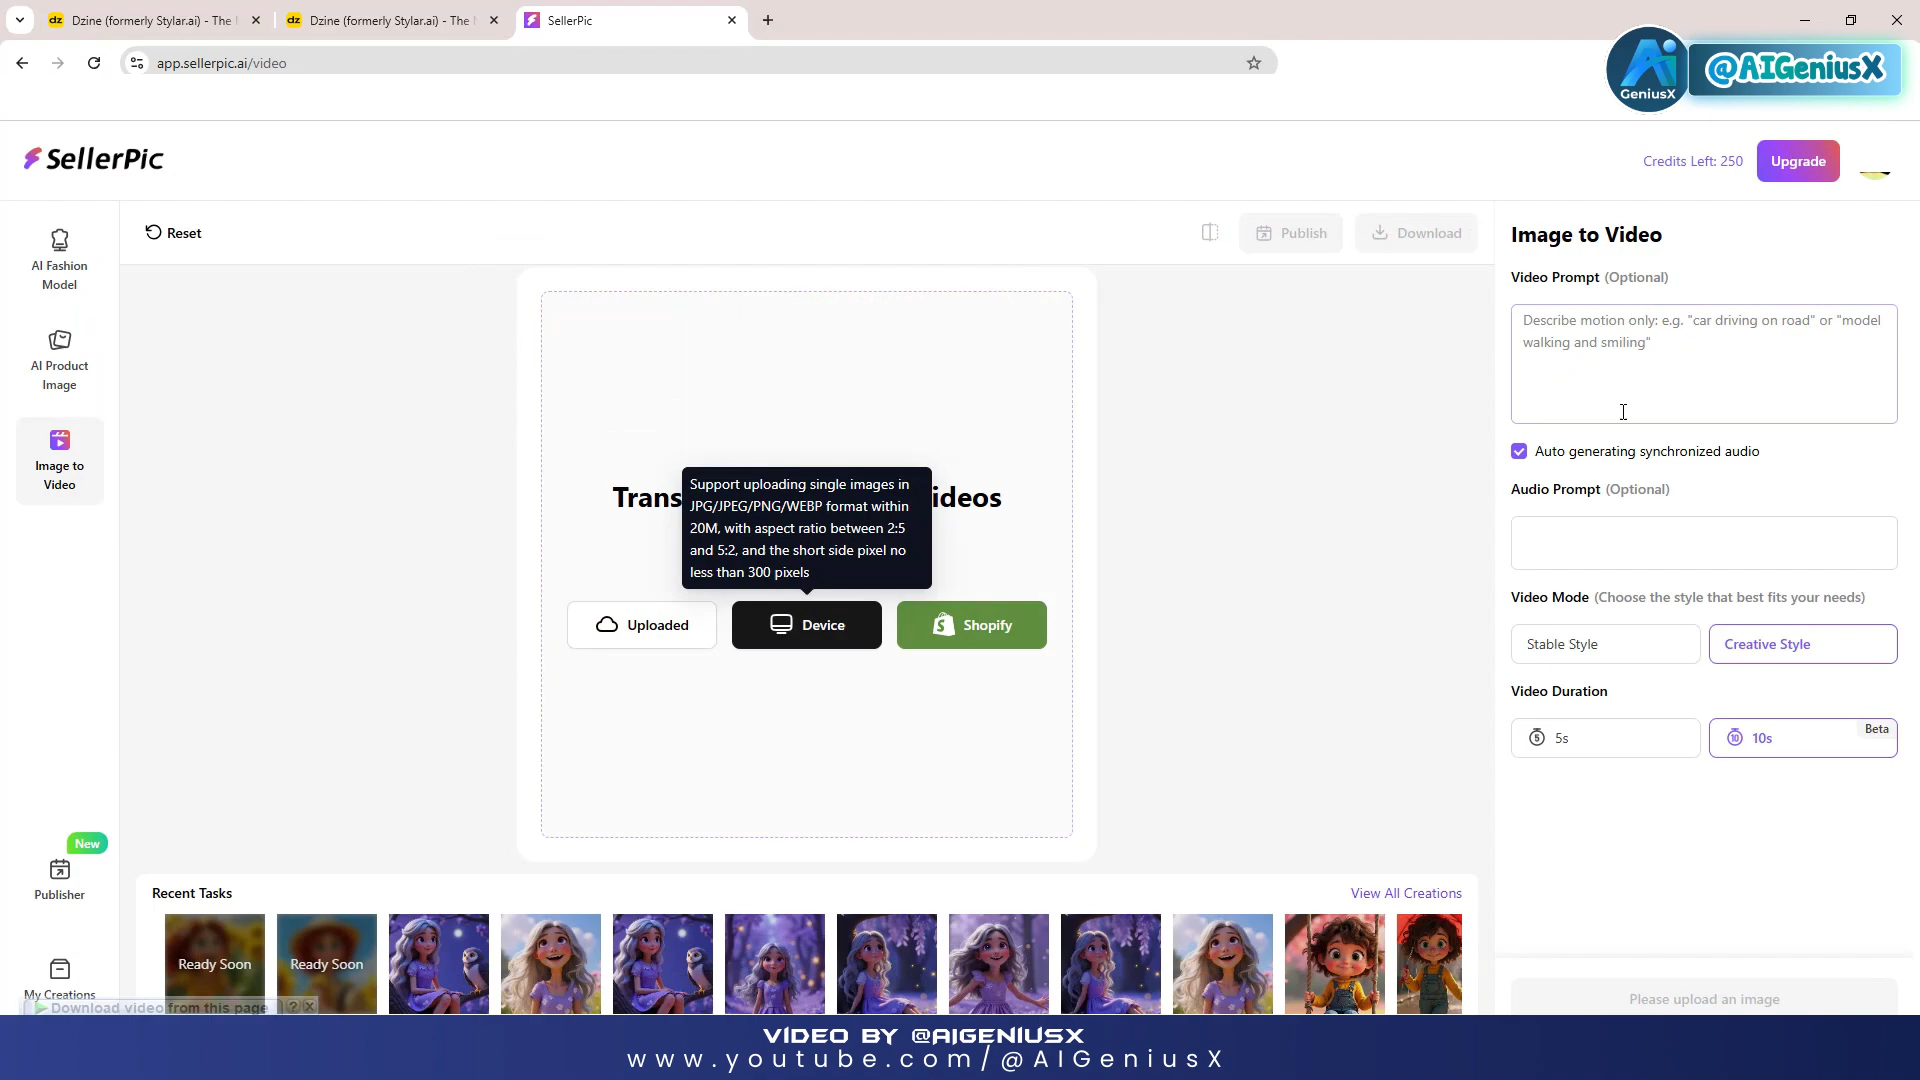 Dzine (formerly Stylar.ai) - The
Dzine (formerly Stylar.ai) - The
SellerPic
app.sellerpic.ai/video
Ai
GeniusX
@AIGeniusX
SellerPic
Credits Left: 250
Upgrade
AI Fashion
Model
AI Product
Image
Image to
Video
New
Publisher
My Creations
Reset
Publish
Download
Trans
ideos
Support uploading single images in
JPG/JPEG/PNG/WEBP format within
20M, with aspect ratio between 2:5
and 5:2, and the short side pixel no
less than 300 pixels
Uploaded
Device
Shopify
Image to Video
Video Prompt (Optional)
Describe motion only: e.g. "car driving on road" or "model
walking and smiling"
Auto generating synchronized audio
Audio Prompt (Optional)
Video Mode (Choose the style that best fits your needs)
Stable Style
Creative Style
Video Duration
5s
10s
Beta
Please upload an image
Recent Tasks
View All Creations
Ready Soon
Ready Soon
Download video from this page
VIDEO BY @AIGENIUSX
www.youtube.com/@AIGeniusX